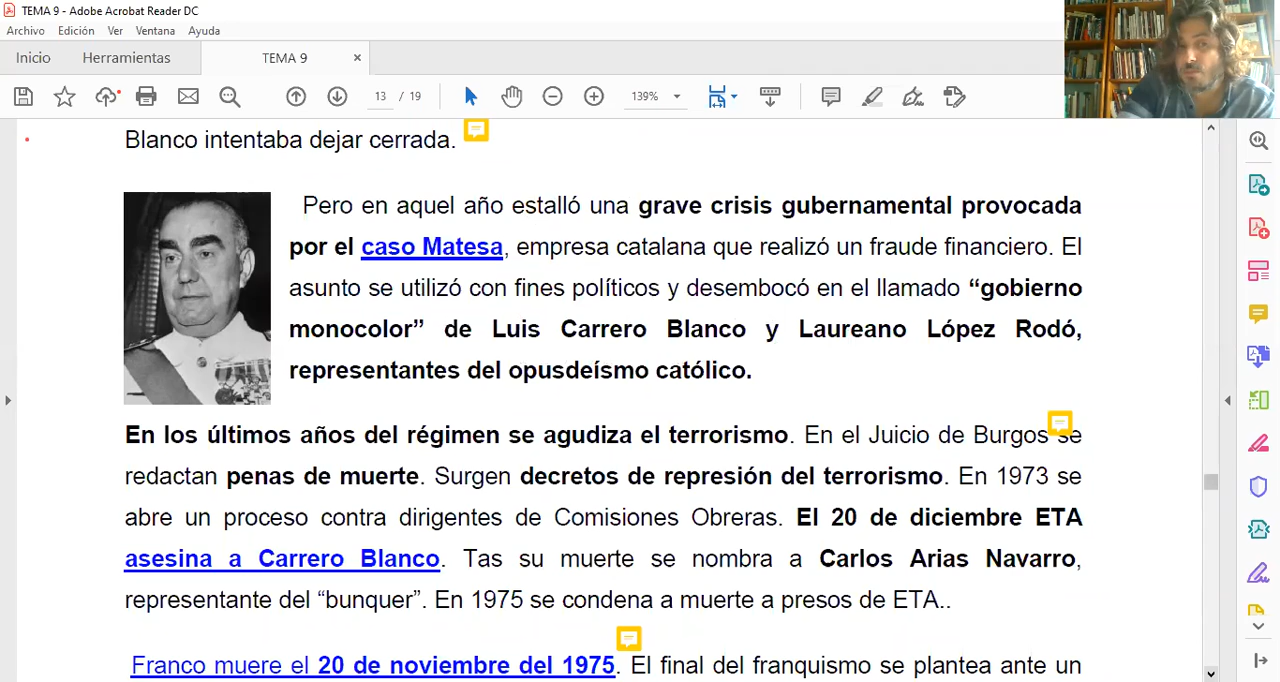 TEMA 9 - Adobe Acrobat Reader DC
Archivo Edición Ver Ventana Ayuda
Inicio Herramientas TEMA 9 ×
13 / 19 139%
Blanco intentaba dejar cerrada.
Pero en aquel año estalló una grave crisis gubernamental provocada
por el caso Matesa, empresa catalana que realizó un fraude financiero. El
asunto se utilizó con fines políticos y desembocó en el llamado “gobierno
monocolor” de Luis Carrero Blanco y Laureano López Rodó,
representantes del opusdeísmo católico.
En los últimos años del régimen se agudiza el terrorismo. En el Juicio de Burgos se
redactan penas de muerte. Surgen decretos de represión del terrorismo. En 1973 se
abre un proceso contra dirigentes de Comisiones Obreras. El 20 de diciembre ETA
asesina a Carrero Blanco. Tas su muerte se nombra a Carlos Arias Navarro,
representante del “bunquer”. En 1975 se condena a muerte a presos de ETA..
Franco muere el 20 de noviembre del 1975. El final del franquismo se plantea ante un